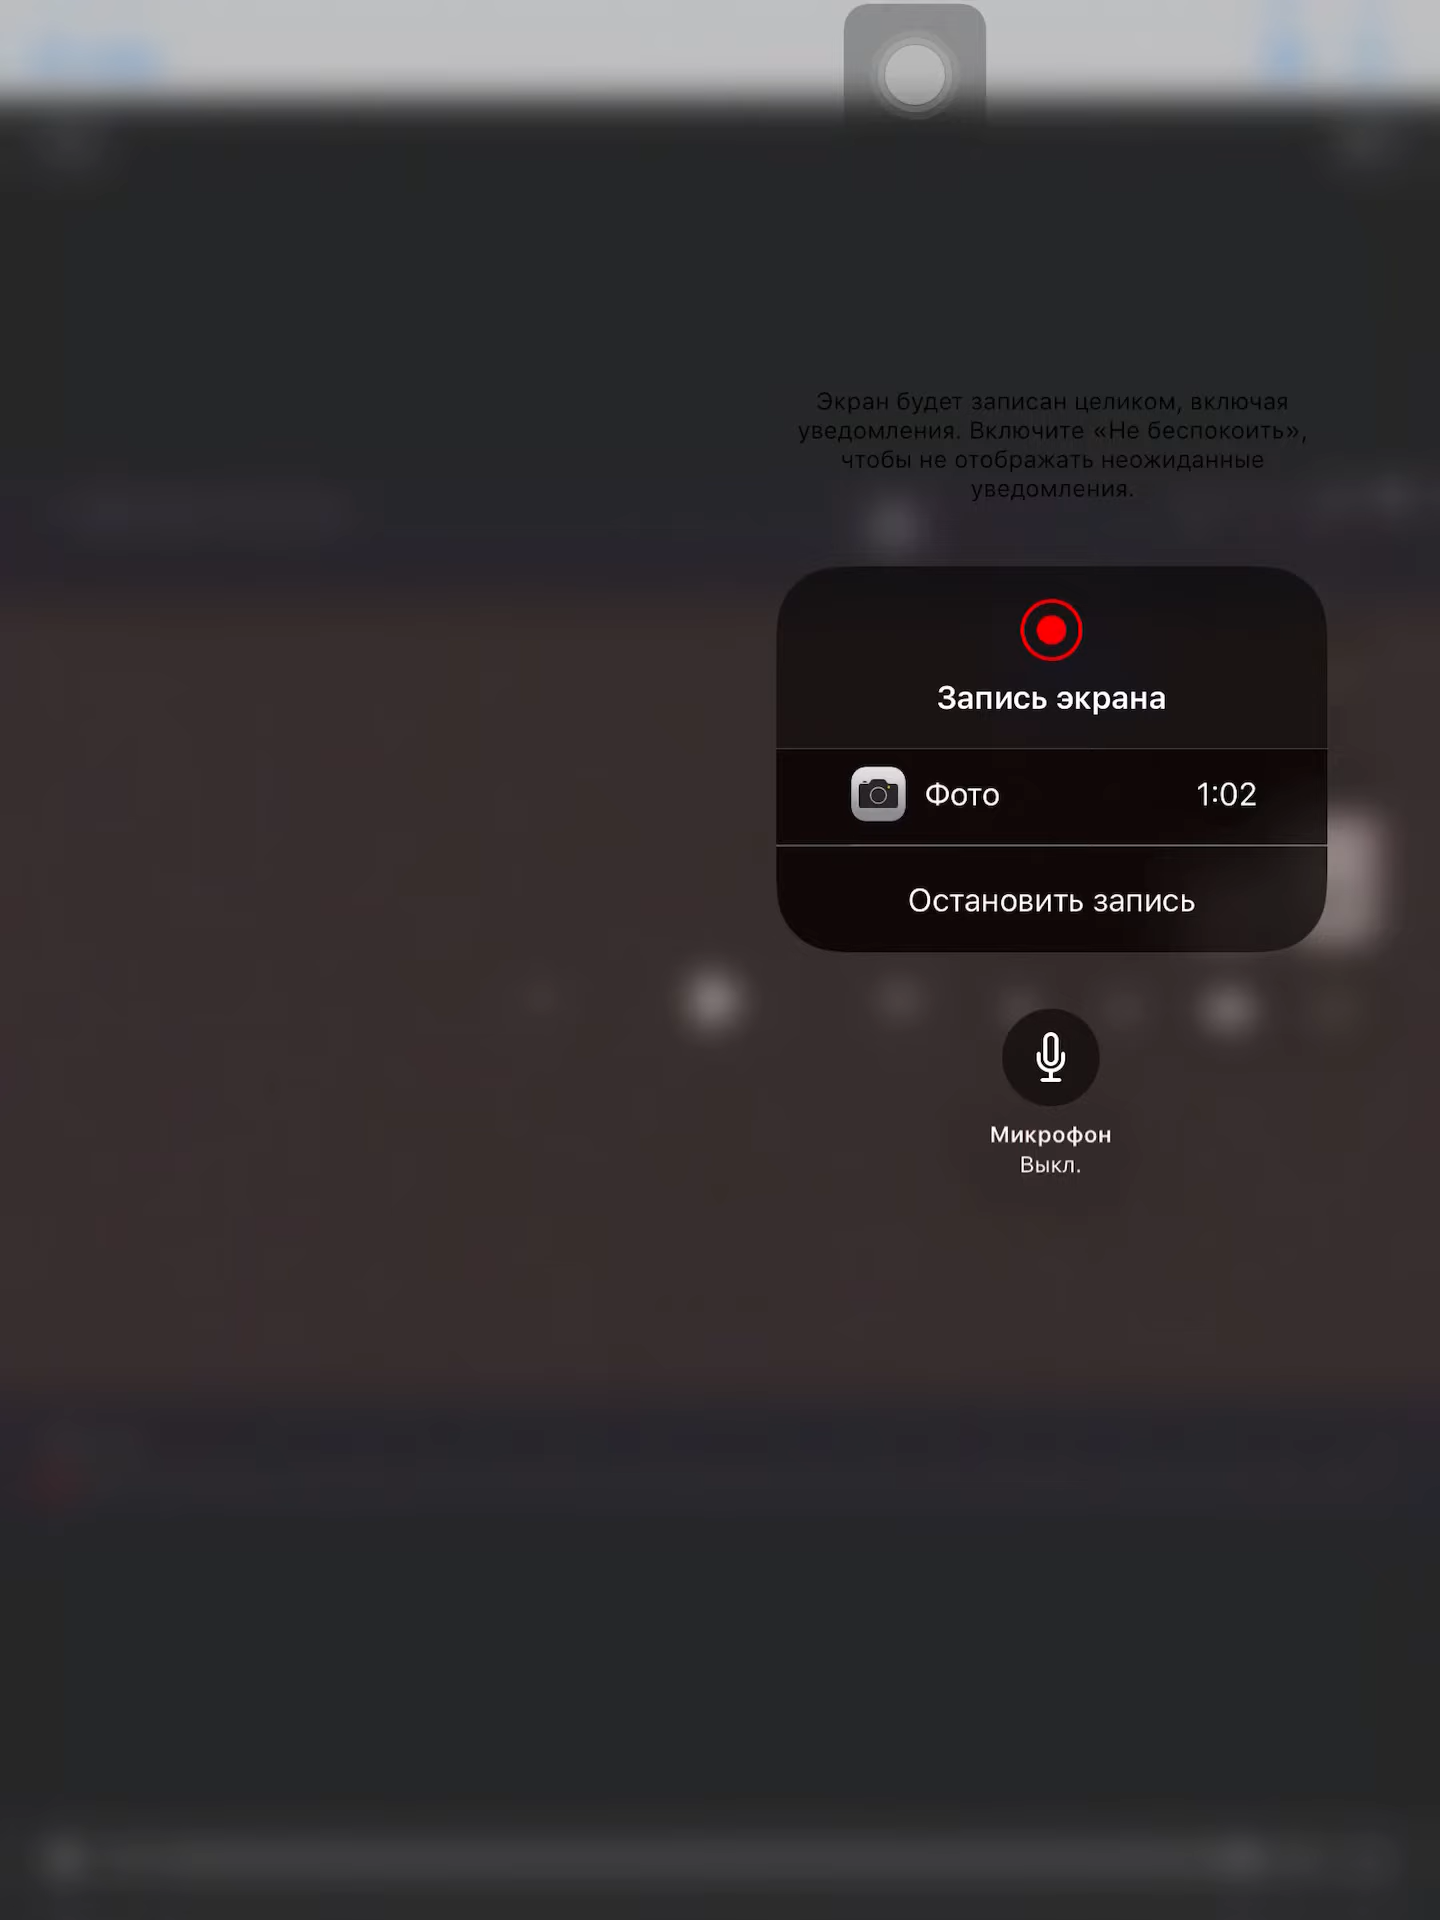 Экран будет записан целиком, включая
уведомления. Включите «Не беспокоить»,
чтобы не отображать неожиданные
уведомления.
Запись экрана
Фото 1:02
Остановить запись
Микрофон
Выкл.